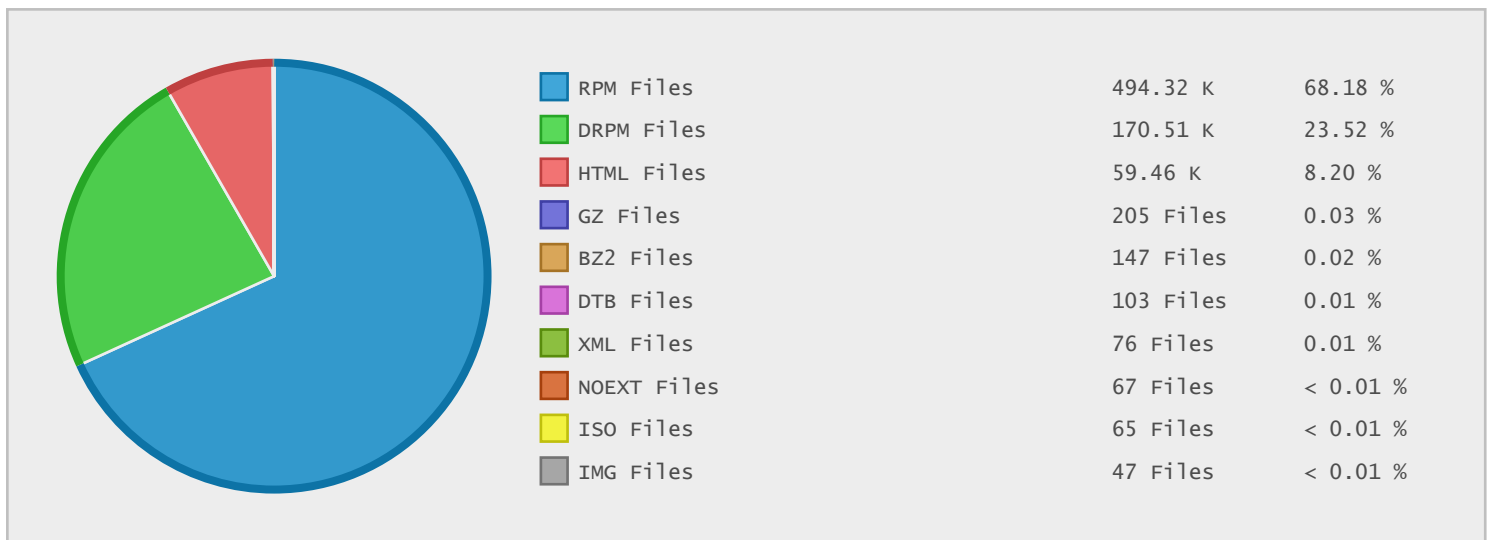 RPM Files 494.32 K 68.18 %
DRPM Files 170.51 K 23.52 %
HTML Files 59.46 K 8.20 %
GZ Files 205 Files 0.03 %
BZ2 Files 147 Files 0.02 %
DTB Files 103 Files 0.01 %
XML Files 76 Files 0.01 %
NOEXT Files 67 Files < 0.01 %
ISO Files 65 Files < 0.01 %
IMG Files 47 Files < 0.01 %